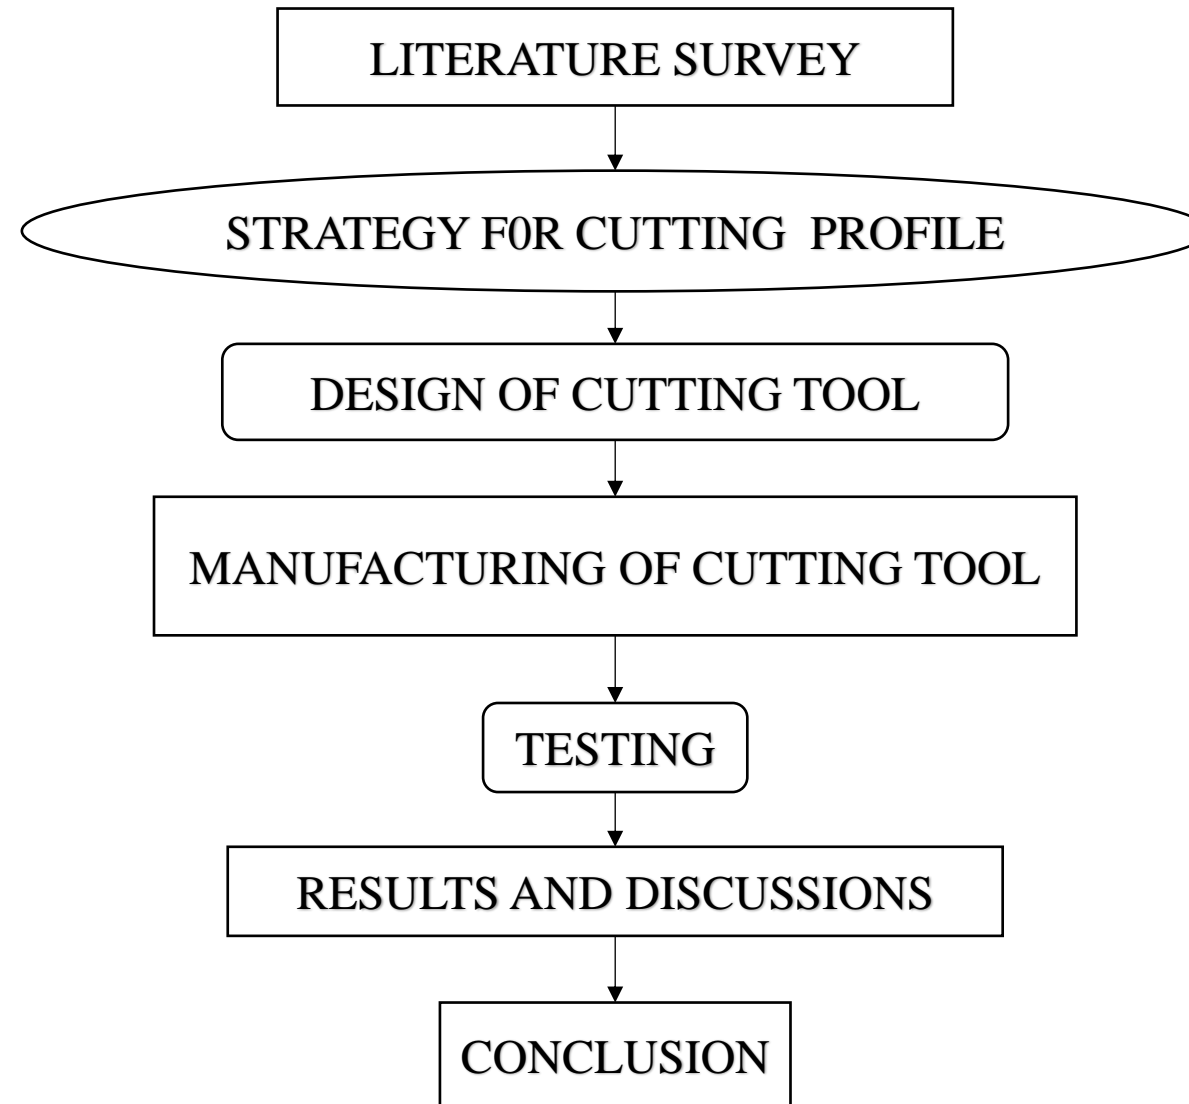 LITERATURE SURVEY
STRATEGY F0R CUTTING  PROFILE
DESIGN OF CUTTING TOOL
MANUFACTURING OF CUTTING TOOL
TESTING
RESULTS AND DISCUSSIONS
CONCLUSION